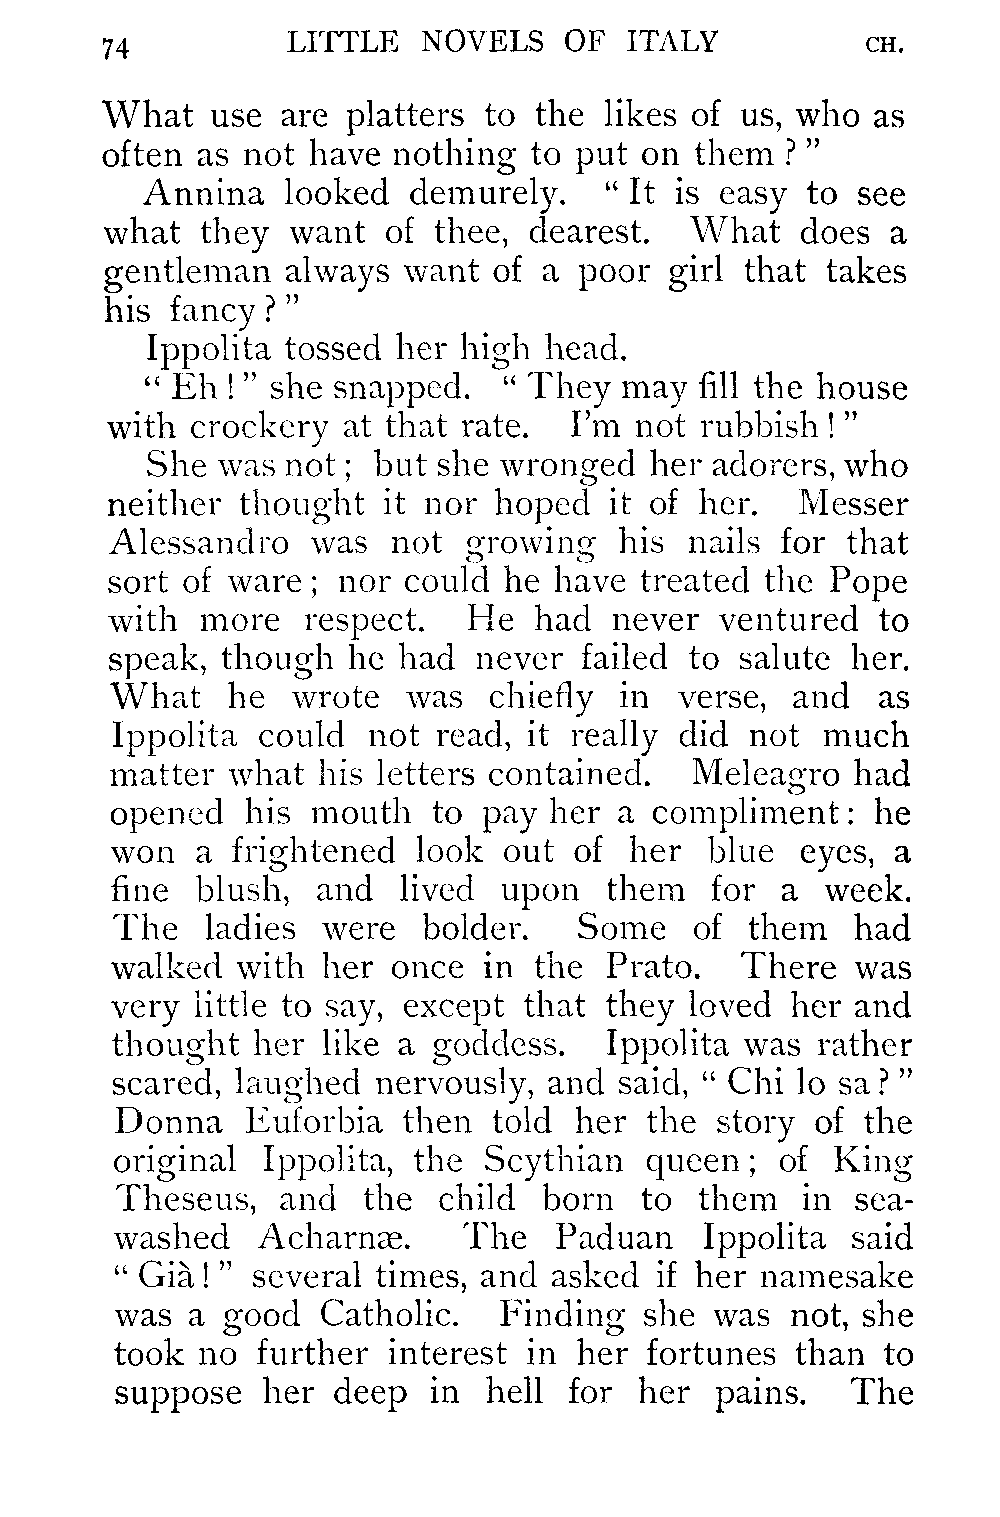 74 LITTLE NOVELS OF ITALY CH.
What use are platters to the likes of us, who as
often as not have nothing to put on them ? ”
Annina looked demurely. “ It is easy to see
what they want of thee, dearest. What does a
gentleman always want of a poor girl that takes
his fancy ? ”
Ippolita tossed her high head.
“ Eh ! ” she snapped. “ They may fill the house
with crockery at that rate. I’m not rubbish ! ”
She was not ; but she wronged her adorers, who
neither thought it nor hoped it of her. Messer
Alessandro was not growing his nails for that
sort of ware ; nor could he have treated the Pope
with more respect. He had never ventured to
speak, though he had never failed to salute her.
What he wrote was chiefly in verse, and as
Ippolita could not read, it really did not much
matter what his letters contained. Meleagro had
opened his mouth to pay her a compliment : he
won a frightened look out of her blue eyes, a
fine blush, and lived upon them for a week.
The ladies were bolder. Some of them had
walked with her once in the Prato. There was
very little to say, except that they loved her and
thought her like a goddess. Ippolita was rather
scared, laughed nervously, and said, “ Chi lo sa ? ”
Donna Euforbia then told her the story of the
original Ippolita, the Scythian queen ; of King
Theseus, and the child born to them in sea-
washed Acharnæ. The Paduan Ippolita said
“ Già ! ” several times, and asked if her namesake
was a good Catholic. Finding she was not, she
took no further interest in her fortunes than to
suppose her deep in hell for her pains. The